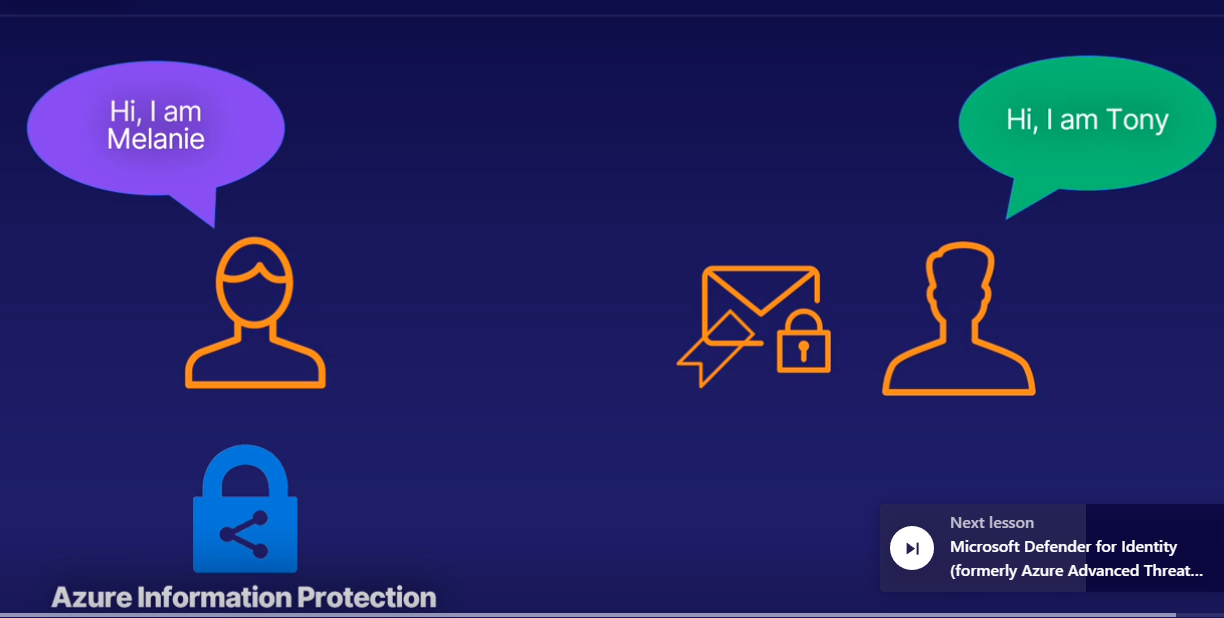 Hi, I am
Melanie
Hi, I am Tony
Azure Information Protection
Next lesson
Microsoft Defender for Identity
(formerly Azure Advanced Threat...